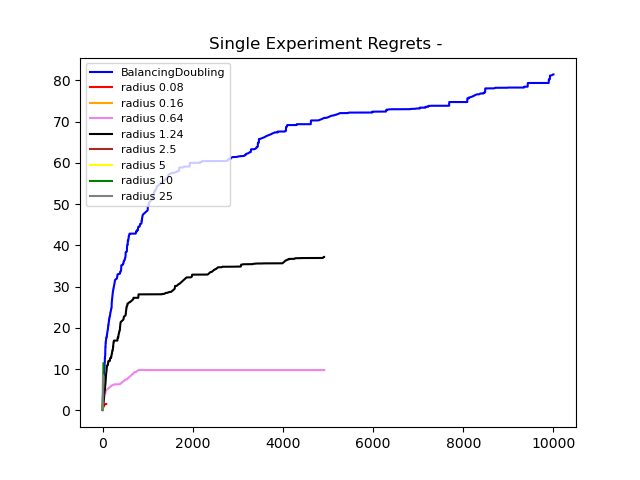 Single Experiment Regrets -
BalancingDoubling
radius 0.08
radius 0.16
radius 0.64
radius 1.24
radius 2.5
radius 5
radius 10
radius 25
80
70
60
50
40
30
20
10
0
0 2000 4000 6000 8000 10000